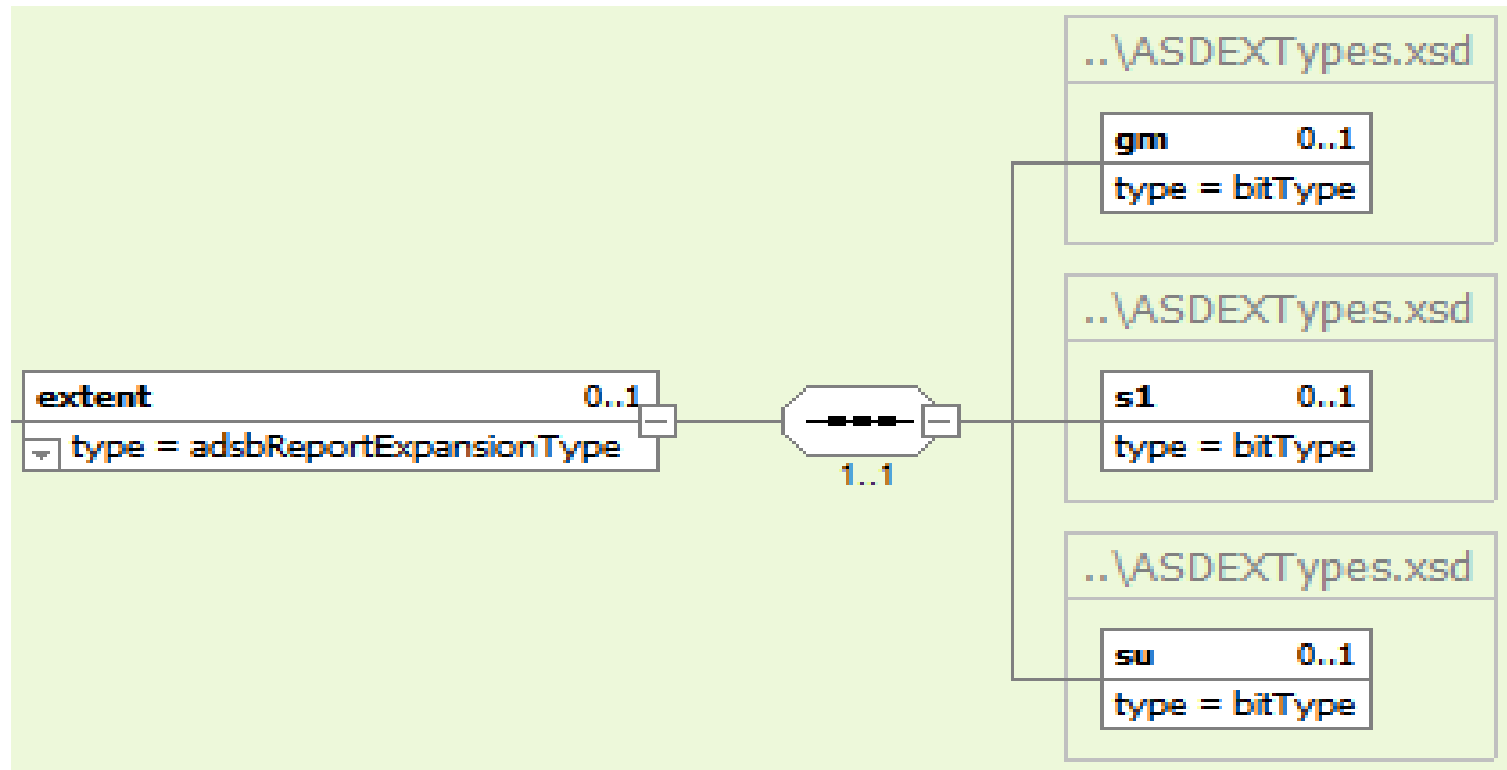 ..\ASDEXTypes.xsd
gm 0..1
type = bitType
..\ASDEXTypes.xsd
extent 0..1
type = adsbReportExpansionType
1..1
s1 0..1
type = bitType
..\ASDEXTypes.xsd
su 0..1
type = bitType